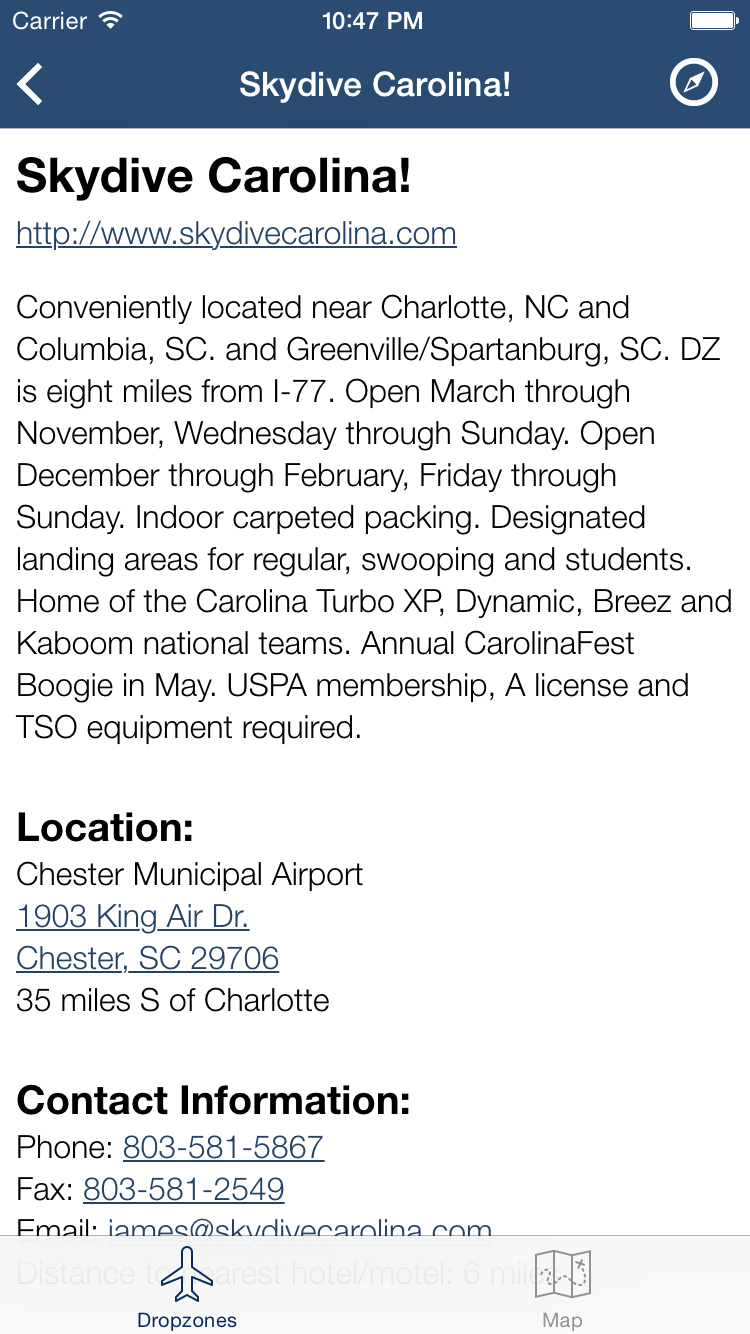 Carrier 10:47 PM
Skydive Carolina!
Skydive Carolina!
http://www.skydivecarolina.com
Conveniently located near Charlotte, NC and
Columbia, SC. and Greenville/Spartanburg, SC. DZ
is eight miles from I-77. Open March through
November, Wednesday through Sunday. Open
December through February, Friday through
Sunday. Indoor carpeted packing. Designated
landing areas for regular, swooping and students.
Home of the Carolina Turbo XP, Dynamic, Breez and
Kaboom national teams. Annual CarolinaFest
Boogie in May. USPA membership, A license and
TSO equipment required.
Location:
Chester Municipal Airport
1903 King Air Dr.
Chester, SC 29706
35 miles S of Charlotte
Contact Information:
Phone: 803-581-5867
Fax: 803-581-2549
Email: james@skydivecarolina.com
Distance to nearest hotel/motel: 6 miles
Dropzones Map